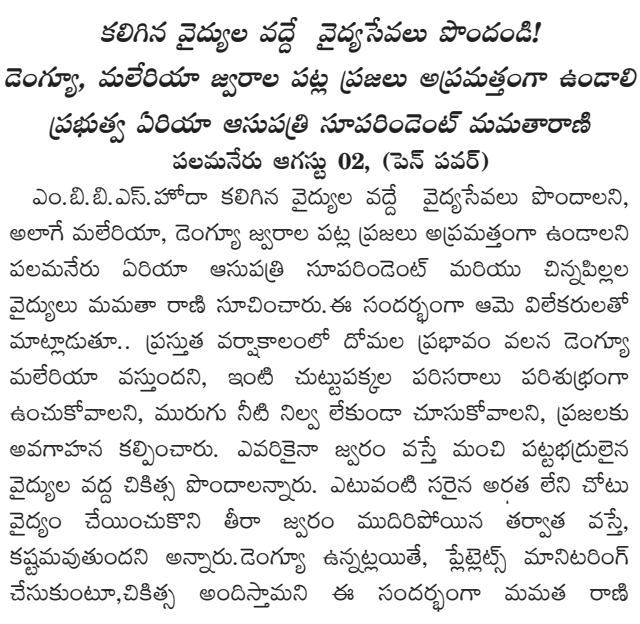 కలిగిన వైద్యుల వద్దే వైద్యసేవలు పొందండి!
డెంగ్యూ, మలేరియా జ్వరాల పట్ల ప్రజలు అప్రమత్తంగా ఉండాలి
ప్రభుత్వ ఏరియా ఆసుపత్రి సూపరిండెంట్ మమతారాణి
పలమనేరు ఆగస్టు 02, (పెన్ పవర్)
ఎం.బి.బి.ఎస్.హోదా కలిగిన వైద్యుల వద్దే వైద్యసేవలు పొందాలని,
అలాగే మలేరియా, డెంగ్యూ జ్వరాల పట్ల ప్రజలు అప్రమత్తంగా ఉండాలని
పలమనేరు ఏరియా ఆసుపత్రి సూపరిండెంట్ మరియు చిన్నపిల్లల
వైద్యులు మమతా రాణి సూచించారు.ఈ సందర్భంగా ఆమె విలేకరులతో
మాట్లాడుతూ.. ప్రస్తుత వర్షాకాలంలో దోమల ప్రభావం వలన డెంగ్యూ
మలేరియా వస్తుందని, ఇంటి చుట్టుపక్కల పరిసరాలు పరిశుభ్రంగా
ఉంచుకోవాలని, మురుగు నీటి నిల్వ లేకుండా చూసుకోవాలని, ప్రజలకు
అవగాహన కల్పించారు. ఎవరికైనా జ్వరం వస్తే మంచి పట్టభద్రులైన
వైద్యుల వద్ద చికిత్స పొందాలన్నారు. ఎటువంటి సరైన అర్హత లేని చోటు
వైద్యం చేయించుకొని తీరా జ్వరం ముదిరిపోయిన తర్వాత వస్తే,
కష్టమవుతుందని అన్నారు.డెంగ్యూ ఉన్నట్లయితే, ప్లేట్లెట్స్ మానిటరింగ్
చేసుకుంటూ,చికిత్స అందిస్తామని ఈ సందర్భంగా మమత రాణి